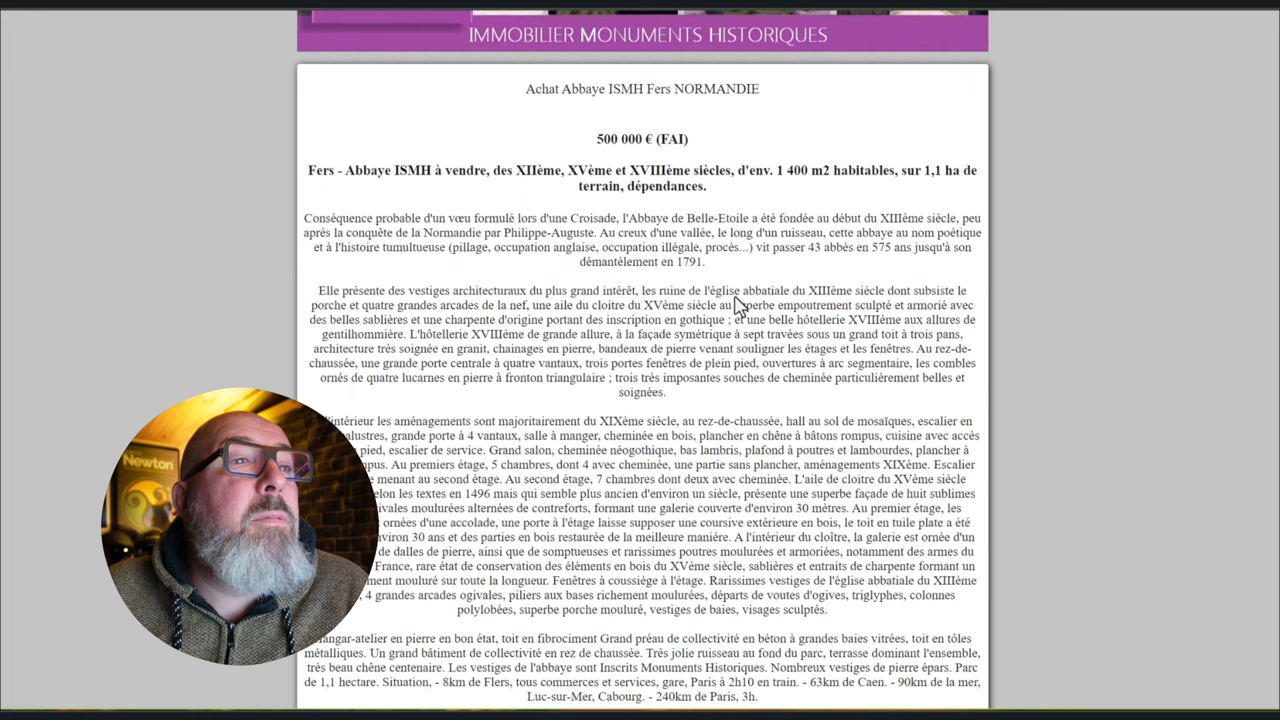 IMMOBILIER MONUMENTS HISTORIQUES
Achat Abbaye ISMH Fers NORMANDIE
500 000 € (FAI)
Fers - Abbaye ISMH à vendre, des XIIème, XVème et XVIIIème siècles, d'env. 1 400 m2 habitables, sur 1,1 ha de
terrain, dépendances.
Conséquence probable d'un vœu formulé lors d'une Croisade, l'Abbaye de Belle-Etoile a été fondée au début du XIIIème siècle, peu
après la conquête de la Normandie par Philippe-Auguste. Au creux d'une vallée, le long d'un ruisseau, cette abbaye au nom poétique
et à l'histoire tumultueuse (pillage, occupation anglaise, occupation illégale, procès...) vit passer 43 abbés en 575 ans jusqu'à son
démantèlement en 1791.
Elle présente des vestiges architecturaux du plus grand intérêt, les ruine de l'église abbatiale du XIIIème siècle dont subsiste le
porche et quatre grandes arcades de la nef, une aile du cloitre du XVème siècle au superbe empoutrement sculpté et armorié avec
des belles sablières et une charpente d'origine portant des inscription en gothique ; et une belle hôtellerie XVIIIème aux allures de
gentilhommière. L'hôtellerie XVIIIème de grande allure, à la façade symétrique à sept travées sous un grand toit à trois pans,
architecture très soignée en granit, chainages en pierre, bandeaux de pierre venant souligner les étages et les fenêtres. Au rez-de-
chaussée, une grande porte centrale à quatre vantaux, trois portes fenêtres de plein pied, ouvertures à arc segmentaire, les combles
ornés de quatre lucarnes en pierre à fronton triangulaire ; trois très imposantes souches de cheminée particulièrement belles et
soignées.
l'intérieur les aménagements sont majoritairement du XIXème siècle, au rez-de-chaussée, hall au sol de mosaïques, escalier en
alustres, grande porte à 4 vantaux, salle à manger, cheminée en bois, plancher en chêne à bâtons rompus, cuisine avec accès
pied, escalier de service. Grand salon, cheminée néogothique, bas lambris, plafond à poutres et lambourdes, plancher à
mpus. Au premiers étage, 5 chambres, dont 4 avec cheminée, une partie sans plancher, aménagements XIXème. Escalier
e menant au second étage. Au second étage, 7 chambres dont deux avec cheminée. L'aile de cloitre du XVème siècle
selon les textes en 1496 mais qui semble plus ancien d'environ un siècle, présente une superbe façade de huit sublimes
givales moulurées alternées de contreforts, formant une galerie couverte d'environ 30 métres. Au premier étage, les
ornées d'une accolade, une porte à l'étage laisse supposer une coursive extérieure en bois, le toit en tuile plate a été
viron 30 ans et des parties en bois restaurée de la meilleure manière. A l'intérieur du cloître, la galerie est ornée d'un
de dalles de pierre, ainsi que de somptueuses et rarissimes poutres moulurées et armoriées, notamment des armes du
France, rare état de conservation des éléments en bois du XVème siècle, sablières et entraits de charpente formant un
ment mouluré sur toute la longueur. Fenêtres à coussiège à l'étage. Rarissimes vestiges de l'église abbatiale du XIIIème
, 4 grandes arcades ogivales, piliers aux bases richement moulurées, départs de voutes d'ogives, triglyphes, colonnes
polylobées, superbe porche mouluré, vestiges de baies, visages sculptés.
angar-atelier en pierre en bon état, toit en fibrociment Grand préau de collectivité en béton à grandes baies vitrées, toit en tôles
métalliques. Un grand bâtiment de collectivité en rez de chaussée. Très jolie ruisseau au fond du parc, terrasse dominant l'ensemble,
très beau chêne centenaire. Les vestiges de l'abbaye sont Inscrits Monuments Historiques. Nombreux vestiges de pierre épars. Parc
de 1,1 hectare. Situation, - 8km de Flers, tous commerces et services, gare, Paris à 2h10 en train. - 63km de Caen. - 90km de la mer,
Luc-sur-Mer, Cabourg. - 240km de Paris, 3h.
Newton